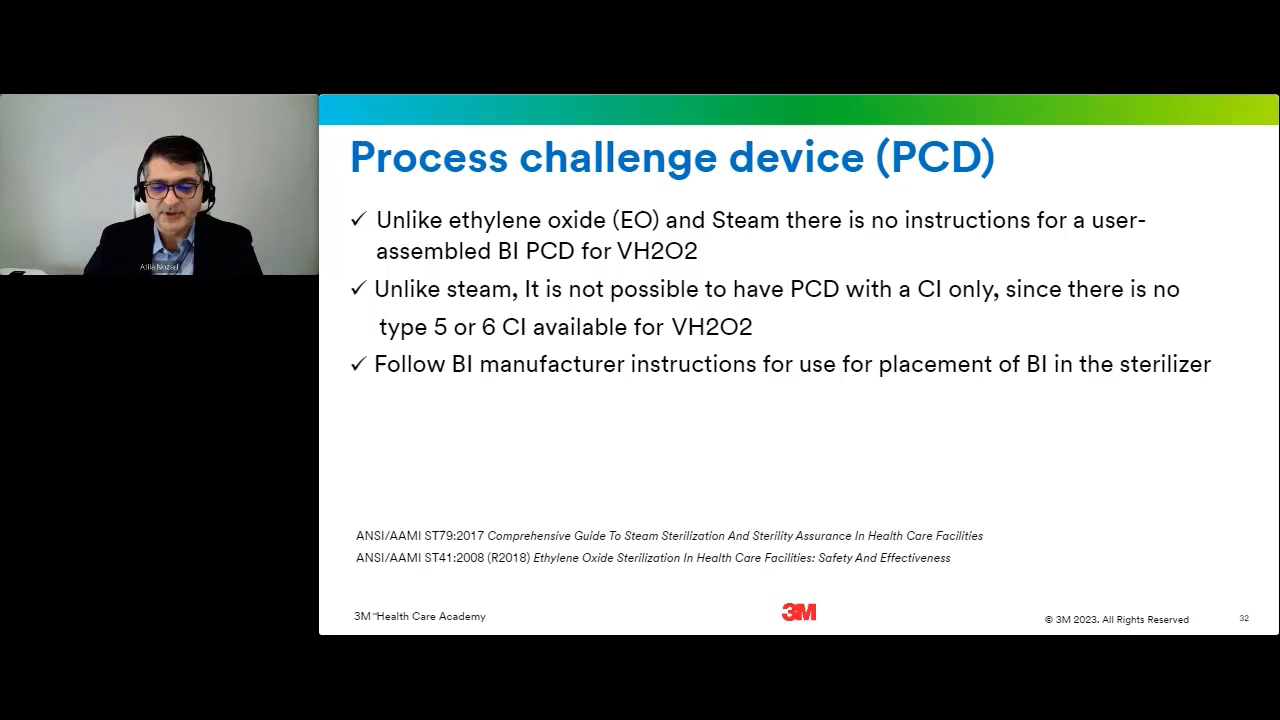 Atila Nozari
Process challenge device (PCD)
✓ Unlike ethylene oxide (EO) and Steam there is no instructions for a user-
assembled BI PCD for VH2O2
✓ Unlike steam, It is not possible to have PCD with a CI only, since there is no
type 5 or 6 CI available for VH2O2
✓ Follow BI manufacturer instructions for use for placement of BI in the sterilizer
ANSI/AAMI ST79:2017 Comprehensive Guide To Steam Sterilization And Sterility Assurance In Health Care Facilities
ANSI/AAMI ST41:2008 (R2018) Ethylene Oxide Sterilization In Health Care Facilities: Safety And Effectiveness
3M™Health Care Academy
3M
© 3M 2023. All Rights Reserved
32